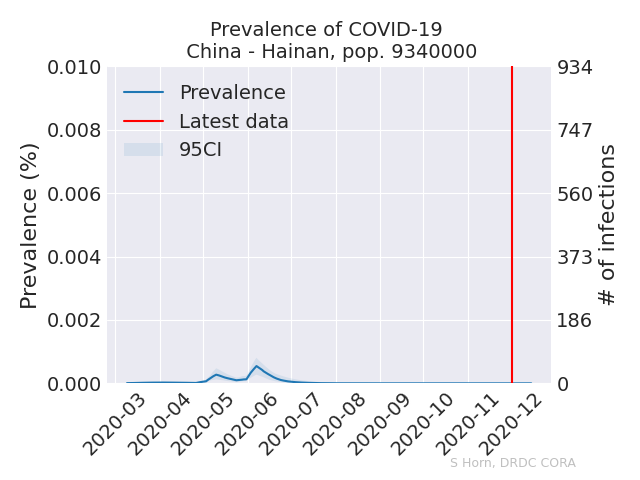 Prevalence of COVID-19
China - Hainan, pop. 9340000
Prevalence
Latest data
95CI
Prevalence (%)
0.010
0.008
0.006
0.004
0.002
0.000
934
747
560
373
186
0
# of infections
2020-03
2020-04
2020-05
2020-06
2020-07
2020-08
2020-09
2020-10
2020-11
2020-12
S Horn, DRDC CORA